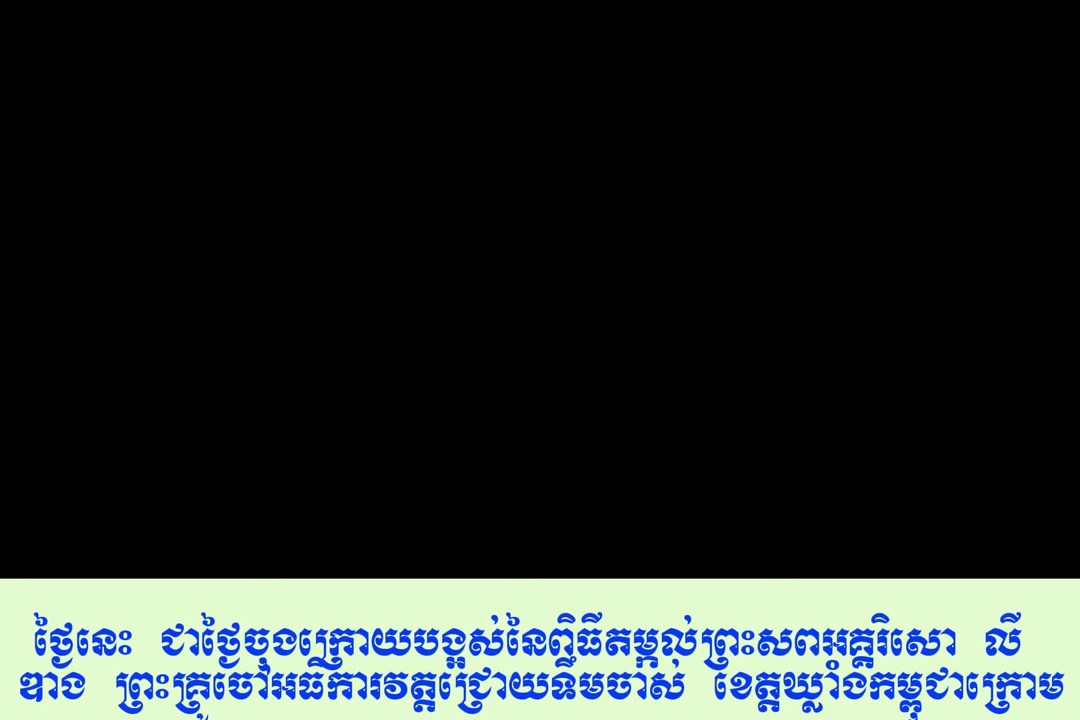 ថ្ងៃនេះ ជាថ្ងៃចុងក្រោយបង្អស់នៃពិធីតម្កល់ព្រះសពអគ្គរិសោ លី
ឌាង ព្រះគ្រូចៅអធិការវត្តជ្រោយទឹមចាស់ ខេត្តឃ្លាំងកម្ពុជាក្រោម